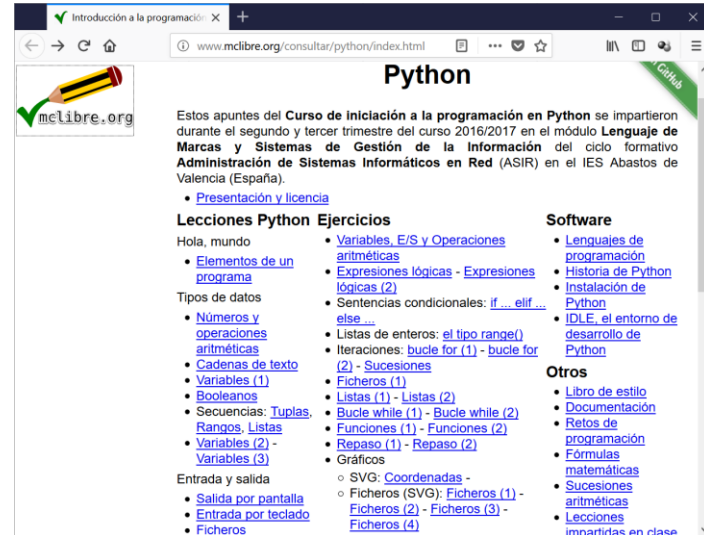 Introducción a la programación
www.mclibre.org/consultar/python/index.html
mclibre.org
GitHub
Python
Estos apuntes del Curso de iniciación a la programación en Python se impartieron
durante el segundo y tercer trimestre del curso 2016/2017 en el módulo Lenguaje de
Marcas y Sistemas de Gestión de la Información del ciclo formativo
Administración de Sistemas Informáticos en Red (ASIR) en el IES Abastos de
Valencia (España).
• Presentación y licencia
Lecciones Python
Hola, mundo
• Elementos de un
programa
Tipos de datos
• Números y
operaciones
aritméticas
• Cadenas de texto
• Variables (1)
• Booleanos
• Secuencias: Tuplas,
Rangos, Listas
• Variables (2) -
Variables (3)
Entrada y salida
• Salida por pantalla
• Entrada por teclado
• Ficheros
Ejercicios
• Variables, E/S y Operaciones
aritméticas
• Expresiones lógicas - Expresiones
lógicas (2)
• Sentencias condicionales: if ... elif ...
else ...
• Listas de enteros: el tipo range()
• Iteraciones: bucle for (1) - bucle for
(2) - Sucesiones
• Ficheros (1)
• Listas (1) - Listas (2)
• Bucle while (1) - Bucle while (2)
• Funciones (1) - Funciones (2)
• Repaso (1) - Repaso (2)
• Gráficos
○ SVG: Coordenadas -
○ Ficheros (SVG): Ficheros (1) -
Ficheros (2) - Ficheros (3) -
Ficheros (4)
Software
• Lenguajes de
programación
• Historia de Python
• Instalación de
Python
• IDLE, el entorno de
desarrollo de
Python
Otros
• Libro de estilo
• Documentación
• Retos de
programación
• Fórmulas
matemáticas
• Sucesiones
aritméticas
• Lecciones
impartidas en clase